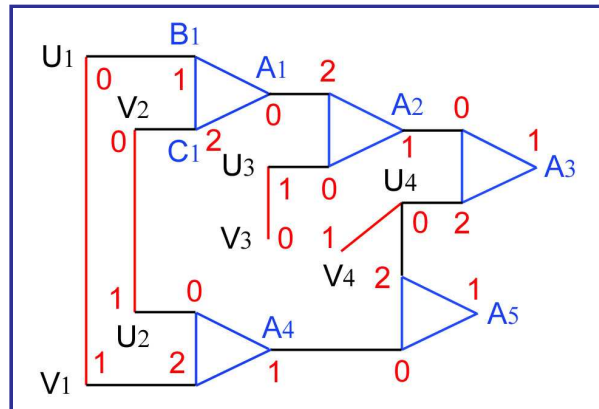 B1
U1 A1 2
0 1 A2 0
V2 0 1
0 2 1
C1 U3 U4 A3
1 0 0 2
V3 0 1
V4 2 1
1 0 A4 A5
U2
1 2 1 0
V1